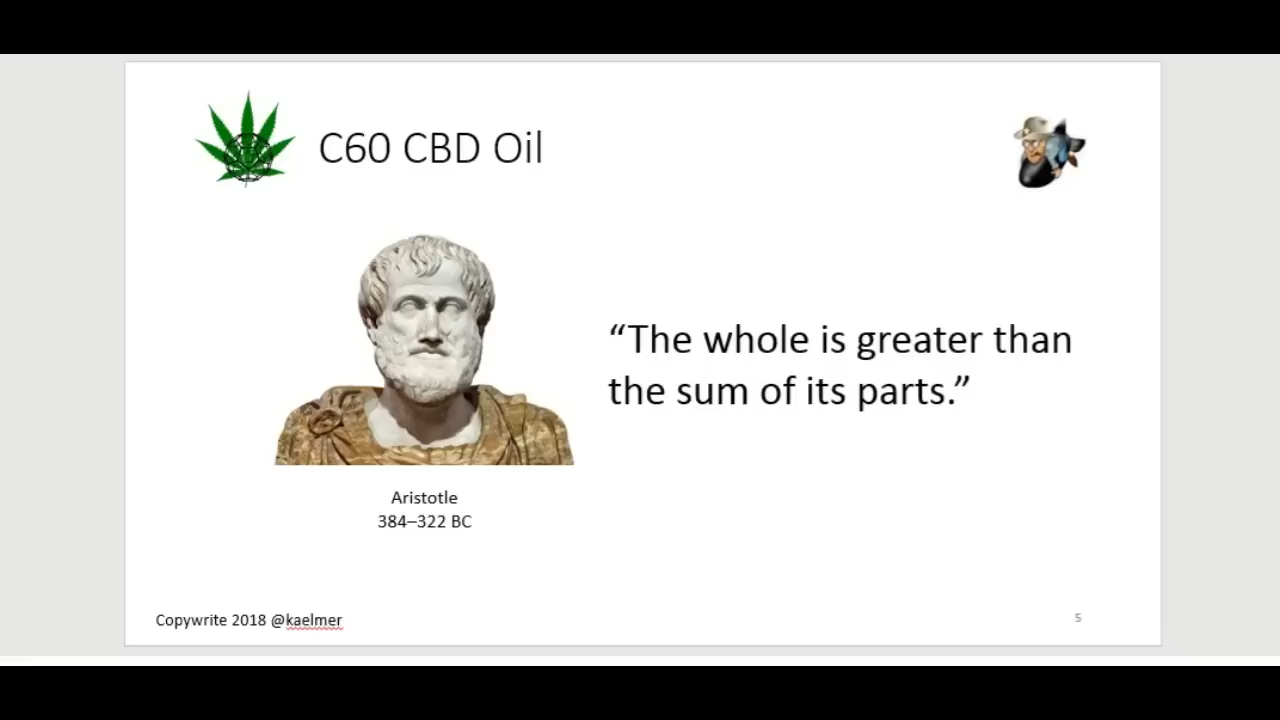 C60 CBD Oil
“The whole is greater than
the sum of its parts.”
Aristotle
384–322 BC
Copywrite 2018 @kaelmer
5